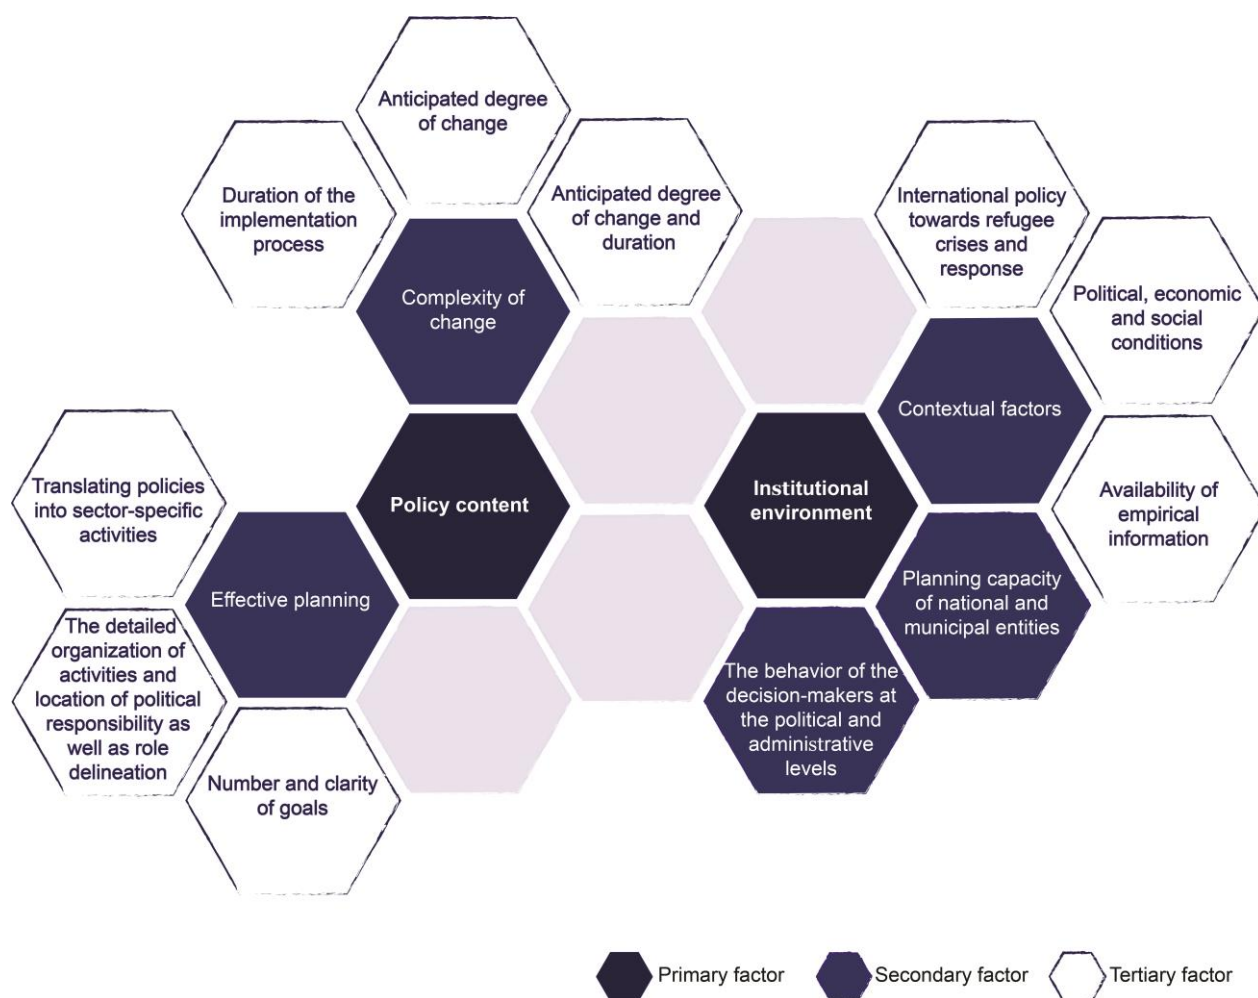 Anticipated degree
of change
Duration of the
implementation
process
Anticipated degree
of change and
duration
International policy
towards refugee
crises and
response
Complexity of
change
Political, economic
and social
conditions
Contextual factors
Translating policies
into sector-specific
activities
Policy content
Institutional
environment
Availability of
empirical
information
Effective planning
Planning capacity
of national and
municipal entities
The detailed
organization of
activities and
location of political
responsibility as
well as role
delineation
The behavior of the
decision-makers at
the political and
administrative
levels
Number and clarity
of goals
Primary factor
Secondary factor
Tertiary factor